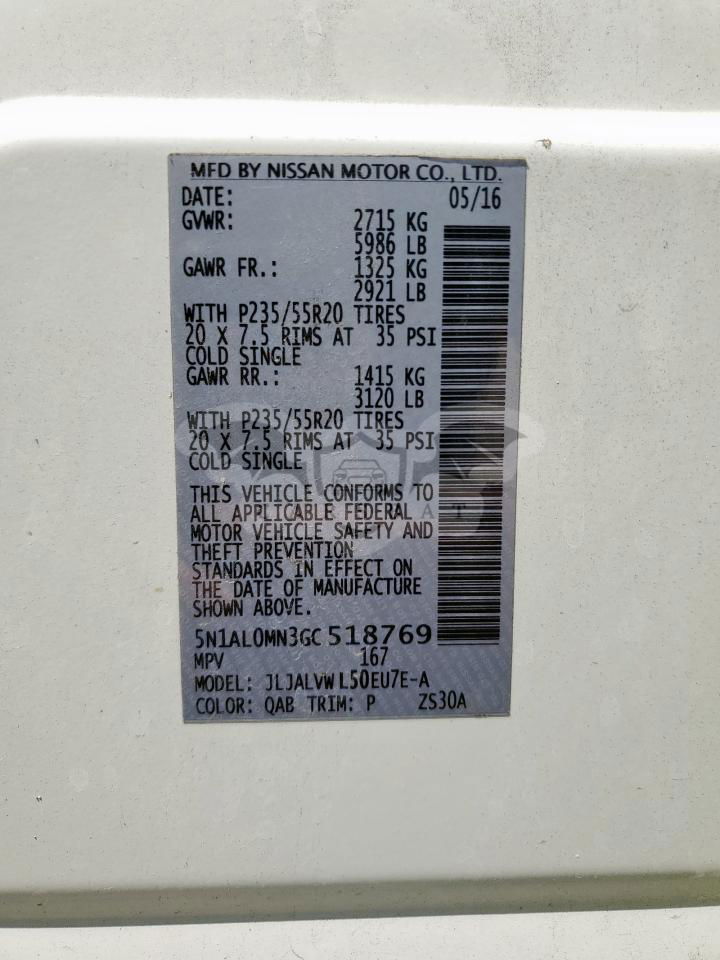 MFD BY NISSAN MOTOR CO., LTD.
DATE: 05/16
GVWR: 2715 KG
5986 LB
GAWR FR.: 1325 KG
2921 LB
WITH P235/55R20 TIRES
20 X 7.5 RIMS AT 35 PSI
COLD SINGLE
GAWR RR.: 1415 KG
3120 LB
WITH P235/55R20 TIRES
20 X 7.5 RIMS AT 35 PSI
COLD SINGLE
THIS VEHICLE CONFORMS TO
ALL APPLICABLE FEDERAL
MOTOR VEHICLE SAFETY AND
THEFT PREVENTION
STANDARDS IN EFFECT ON
THE DATE OF MANUFACTURE
SHOWN ABOVE.
5N1AL0MN3GC518769
MPV 167
MODEL: JLJALVWL50EU7E-A
COLOR: QAB TRIM: P ZS30A